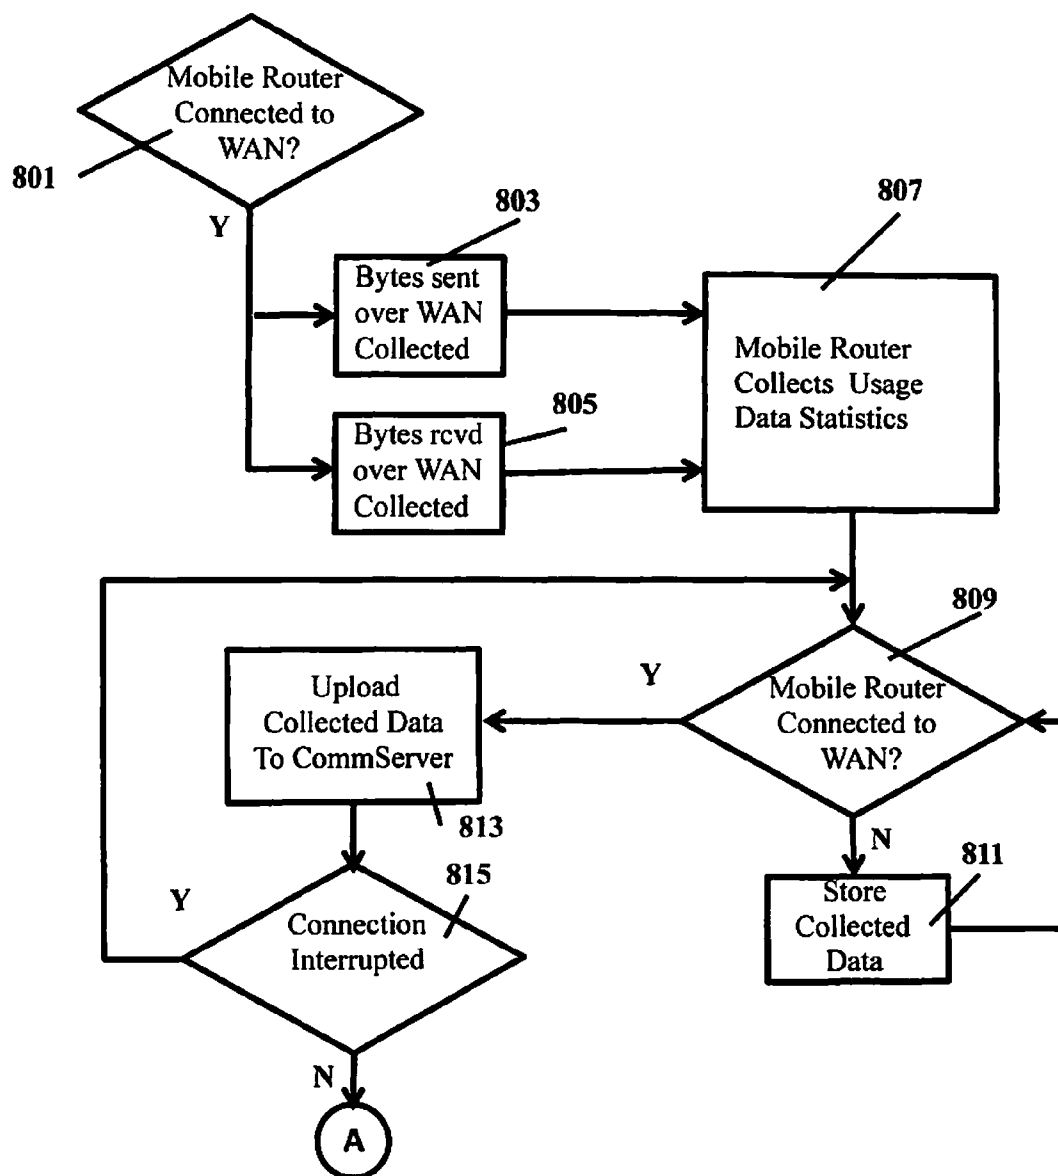 Mobile Router
Connected to
WAN?
801
Y
803
Bytes sent
over WAN
Collected
805
Bytes rcvd
over WAN
Collected
807
Mobile Router
Collects Usage
Data Statistics
809
Mobile Router
Connected to
WAN?
Y
N
Upload
Collected Data
To CommServer
813
811
Store
Collected
Data
815
Connection
Interrupted
Y
N
A